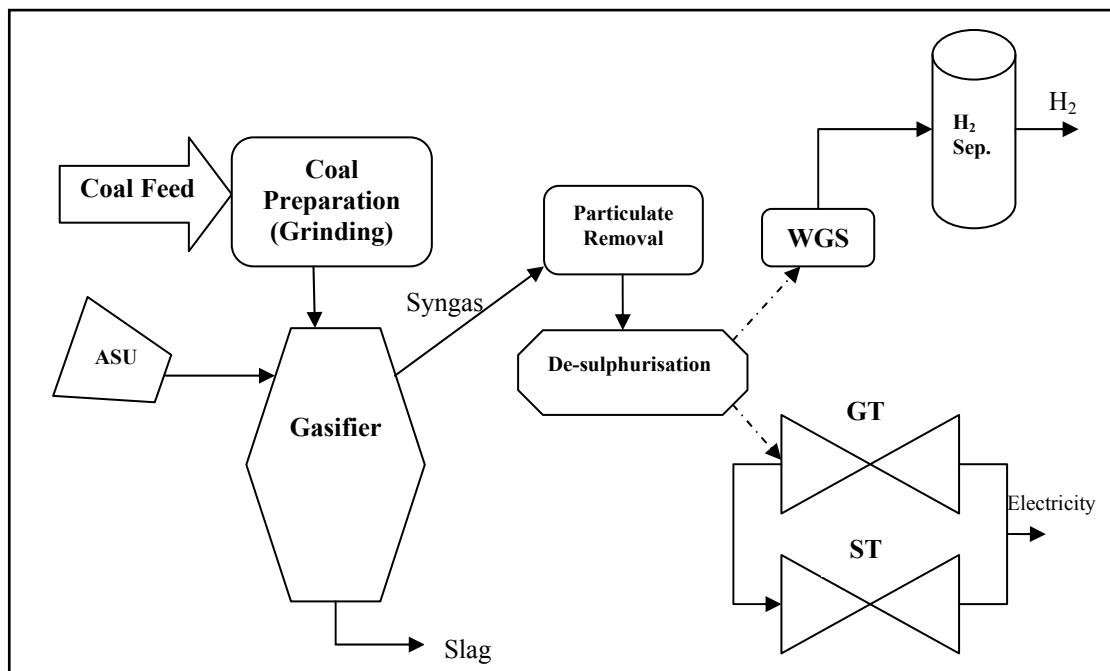 Coal Feed
Coal
Preparation
(Grinding)
Particulate
Removal
WGS
H₂
Sep.
H₂
Syngas
ASU
De-sulphurisation
Gasifier
GT
Electricity
ST
Slag